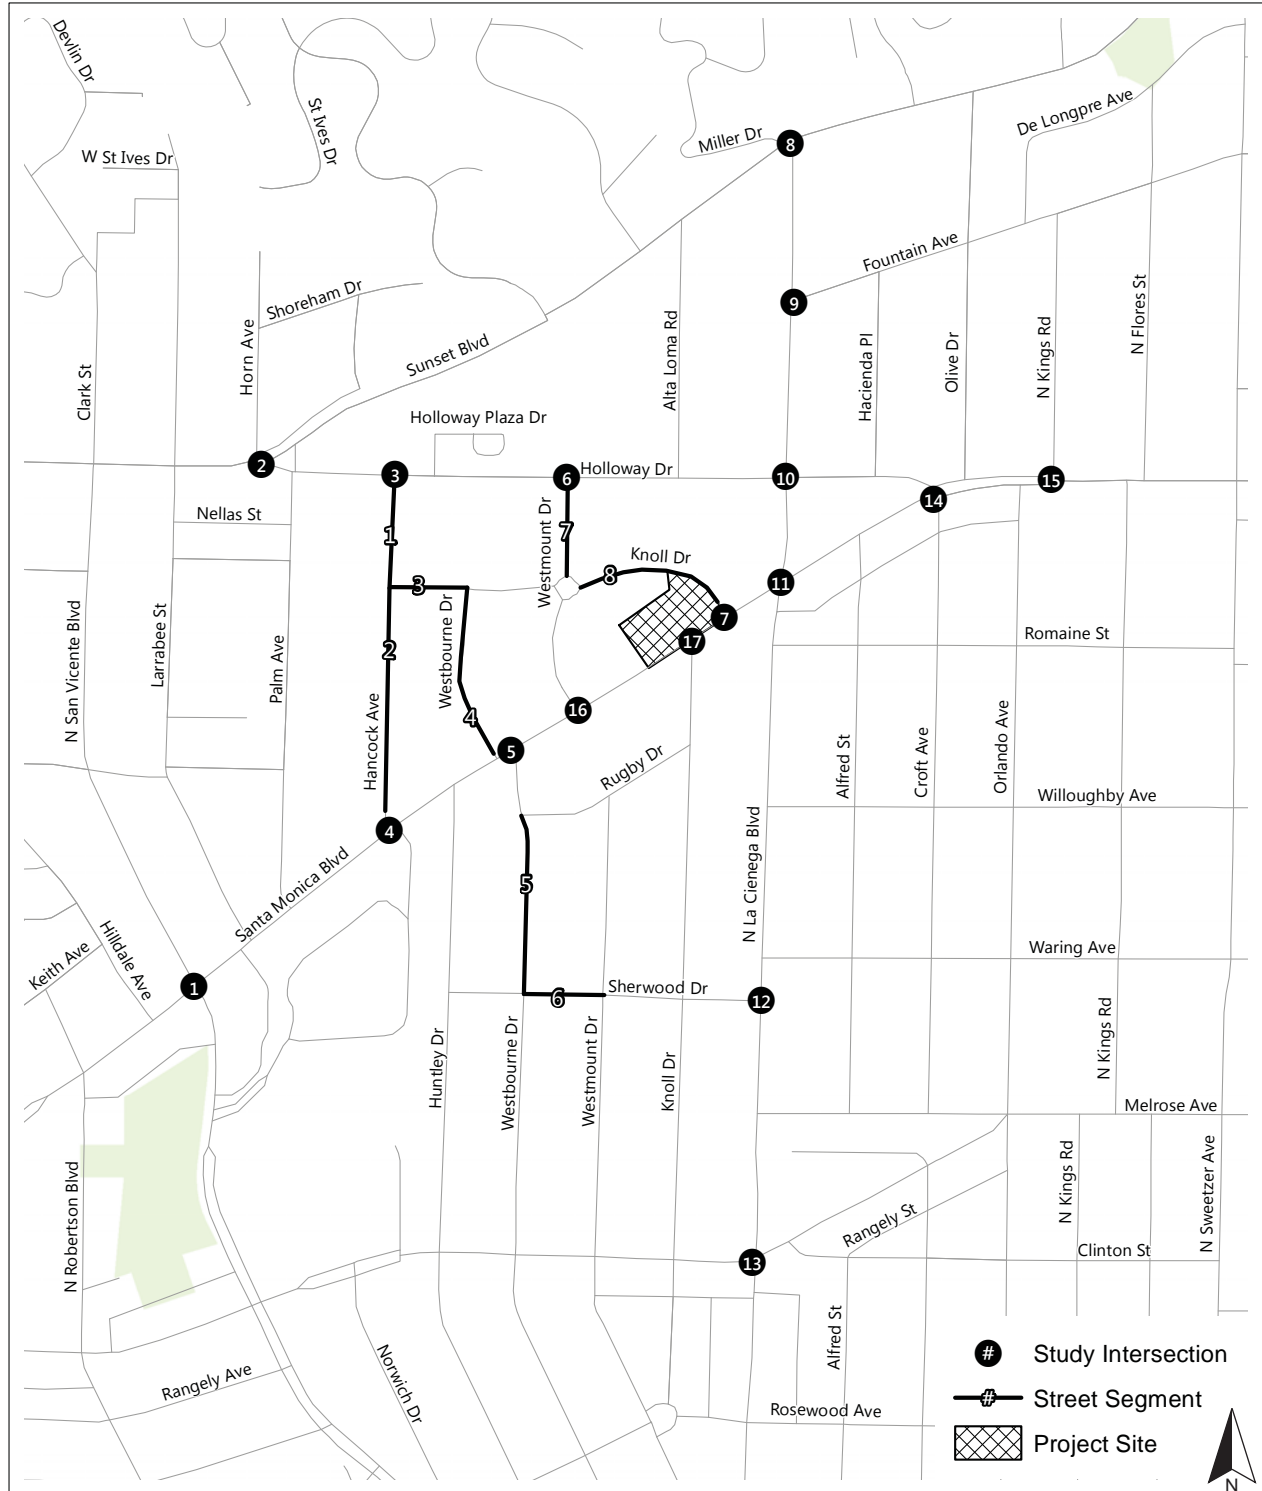 Devlin Dr
St Ives Dr
W St Ives Dr
Miller Dr
8
De Longpre Ave
Fountain Ave
Shoreham Dr
9
N Flores St
Horn Ave
Sunset Blvd
Alta Loma Rd
Hacienda Pl
Olive Dr
N Kings Rd
Clark St
Holloway Plaza Dr
2
3
6
Holloway Dr
10
14
15
Nellas St
1
Westmount Dr
7
Knoll Dr
8
11
3
7
N San Vicente Blvd
Larrabee St
Palm Ave
2
Westbourne Dr
17
Romaine St
4
16
Hancock Ave
5
Rugby Dr
Alfred St
Croft Ave
Orlando Ave
Willoughby Ave
4
N La Cienega Blvd
Santa Monica Blvd
5
Hilldale Ave
Keith Ave
Waring Ave
1
6
Sherwood Dr
12
Huntley Dr
Westbourne Dr
Westmount Dr
Knoll Dr
N Kings Rd
Melrose Ave
N Robertson Blvd
N Kings Rd
N Sweetzer Ave
Rangely St
13
Clinton St
Alfred St
Norwich Dr
Rangely Ave
Rosewood Ave
# Study Intersection
# Street Segment
Project Site
N